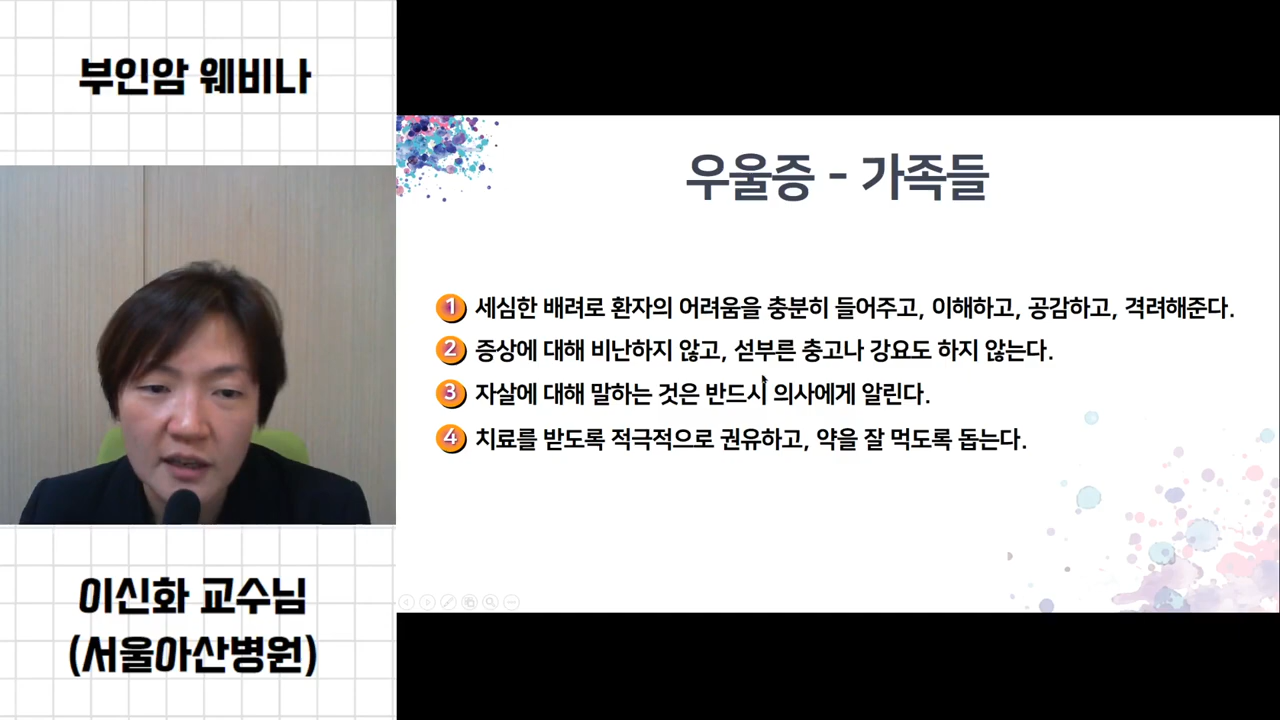 부인암 웨비나
우울증 - 가족들
1 세심한 배려로 환자의 어려움을 충분히 들어주고, 이해하고, 공감하고, 격려해준다.
2 증상에 대해 비난하지 않고, 섣부른 충고나 강요도 하지 않는다.
3 자살에 대해 말하는 것은 반드시 의사에게 알린다.
4 치료를 받도록 적극적으로 권유하고, 약을 잘 먹도록 돕는다.
이신화 교수님
(서울아산병원)